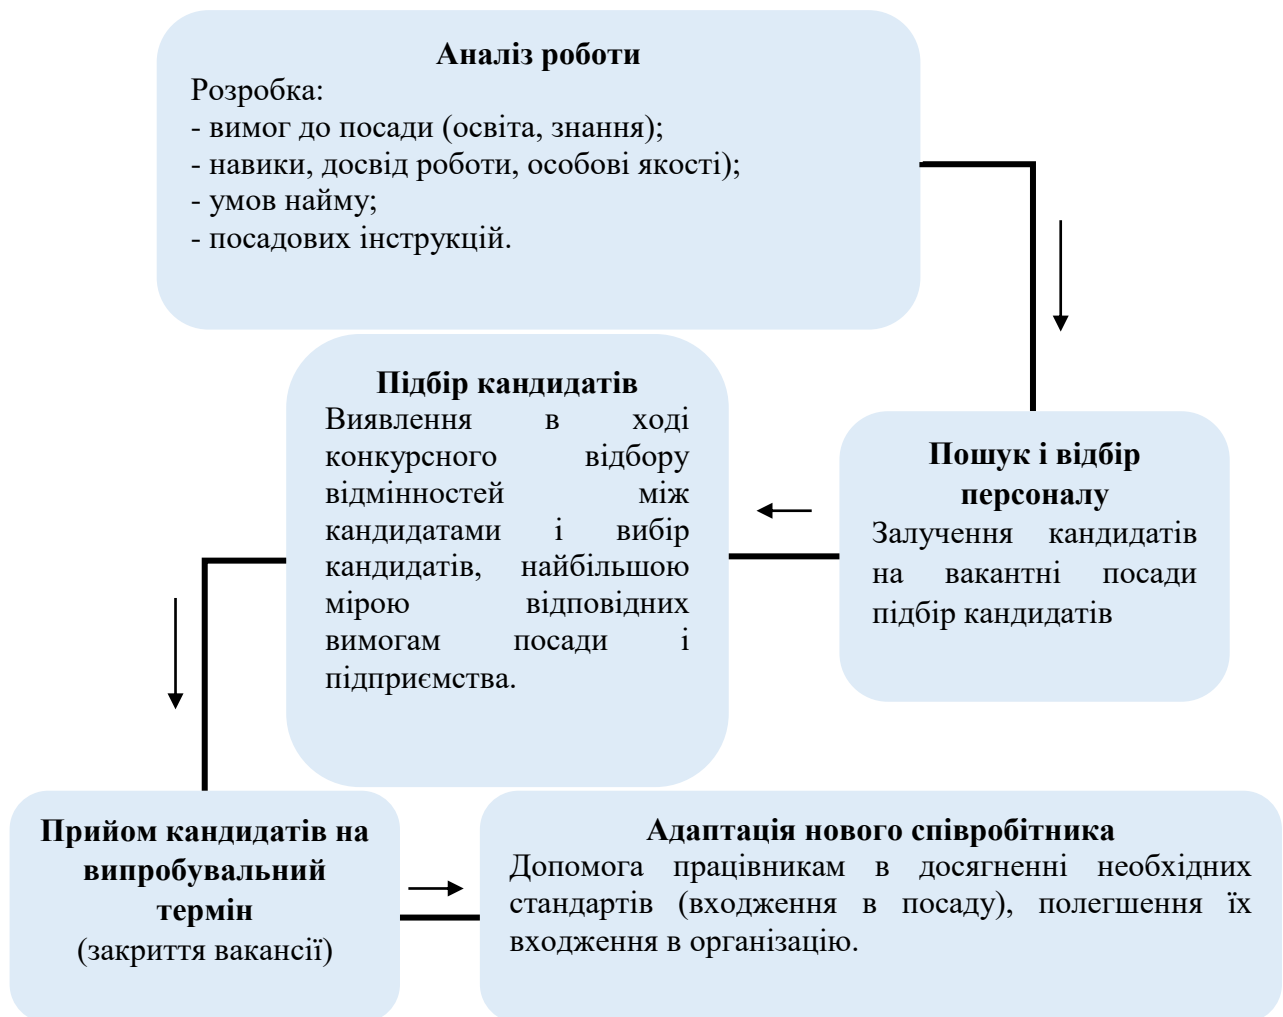 Аналіз роботи
Розробка:
- вимог до посади (освіта, знання);
- навики, досвід роботи, особові якості);
- умов найму;
- посадових інструкцій.
Пошук і відбір
персоналу
Залучення кандидатів
на вакантні посади
підбір кандидатів
Підбір кандидатів
Виявлення в ході
конкурсного відбору
відмінностей між
кандидатами і вибір
кандидатів, найбільшою
мірою відповідних
вимогам посади і
підприємства.
Прийом кандидатів на
випробувальний
термін
(закриття вакансії)
Адаптація нового співробітника
Допомога працівникам в досягненні необхідних
стандартів (входження в посаду), полегшення їх
входження в організацію.